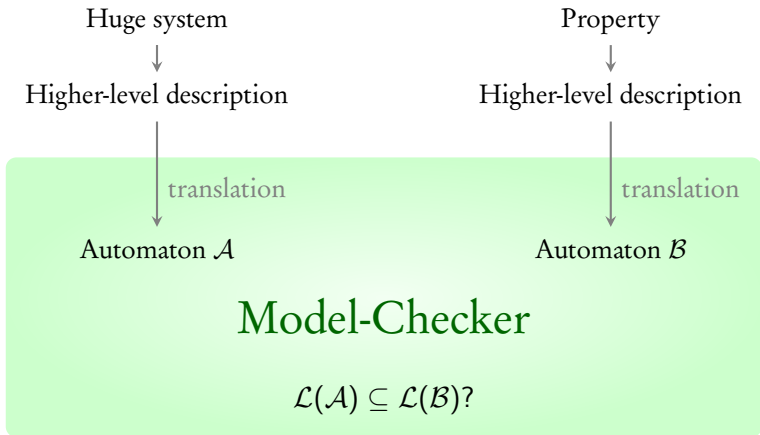 Huge system
Property
Higher-level description
Higher-level description
translation
translation
Automaton 𝒜
Automaton ℬ
Model-Checker
ℒ(𝒜) ⊆ ℒ(ℬ)?